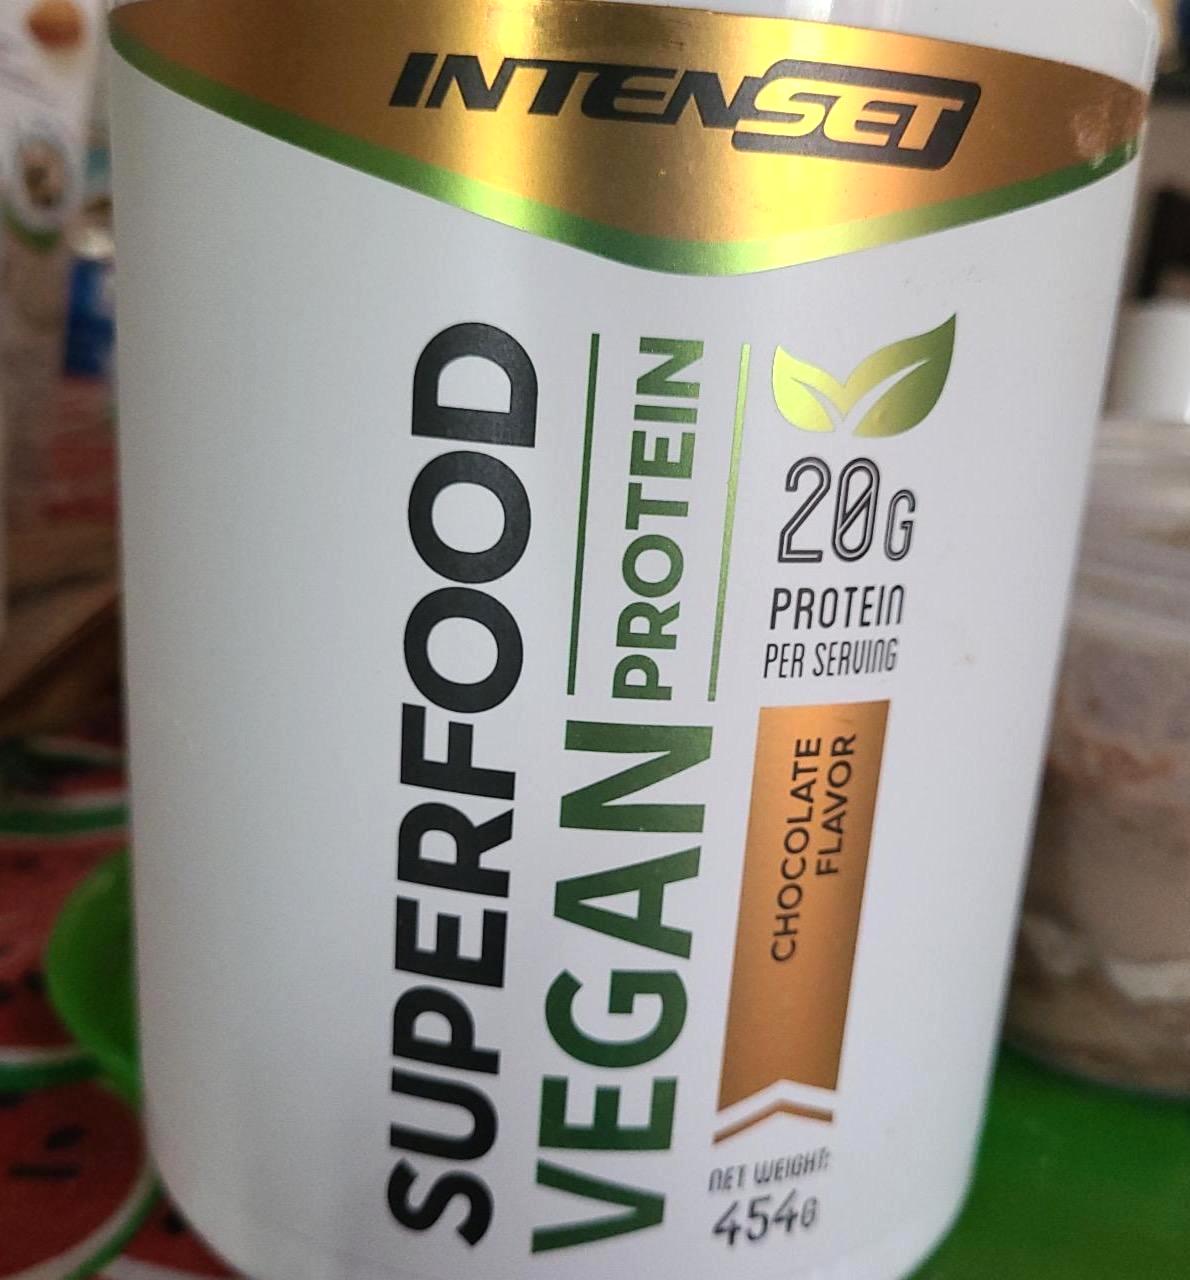 INTENSET
SUPERFOOD
VEGAN PROTEIN
20G
PROTEIN
PER SERVING
CHOCOLATE
FLAVOR
NET WEIGHT:
454G